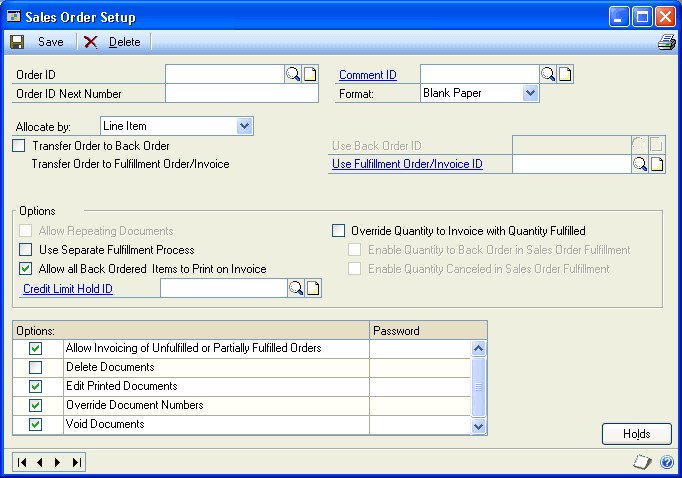 Sales Order Setup
Save Delete
Order ID
Order ID Next Number
Comment ID
Format: Blank Paper
Allocate by: Line Item
Transfer Order to Back Order
Transfer Order to Fulfillment Order/Invoice
Use Back Order ID
Use Fulfillment Order/Invoice ID
Options
Allow Repeating Documents
Use Separate Fulfillment Process
Allow all Back Ordered Items to Print on Invoice
Credit Limit Hold ID
Override Quantity to Invoice with Quantity Fulfilled
Enable Quantity to Back Order in Sales Order Fulfillment
Enable Quantity Canceled in Sales Order Fulfillment
Options: Password
Allow Invoicing of Unfulfilled or Partially Fulfilled Orders
Delete Documents
Edit Printed Documents
Override Document Numbers
Void Documents
Holds